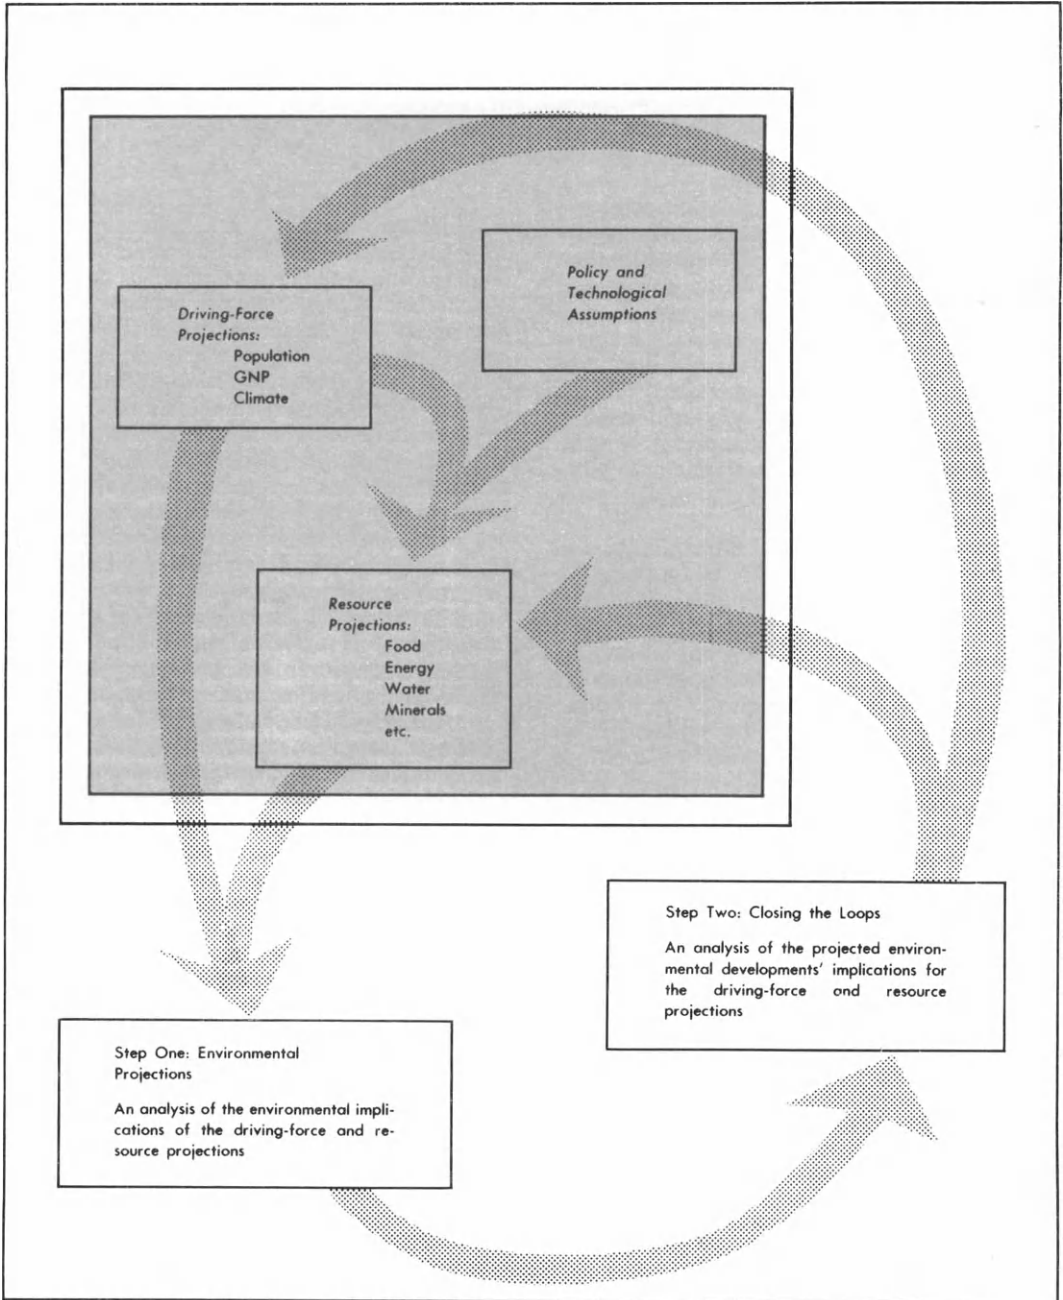 Driving-Force
Projections:
Population
GNP
Climate
Policy and
Technological
Assumptions
Resource
Projections:
Food
Energy
Water
Minerals
etc.
Step Two: Closing the Loops
An analysis of the projected environ-
mental developments' implications for
the driving-force and resource
projections
Step One: Environmental
Projections
An analysis of the environmental impli-
cations of the driving-force and re-
source projections